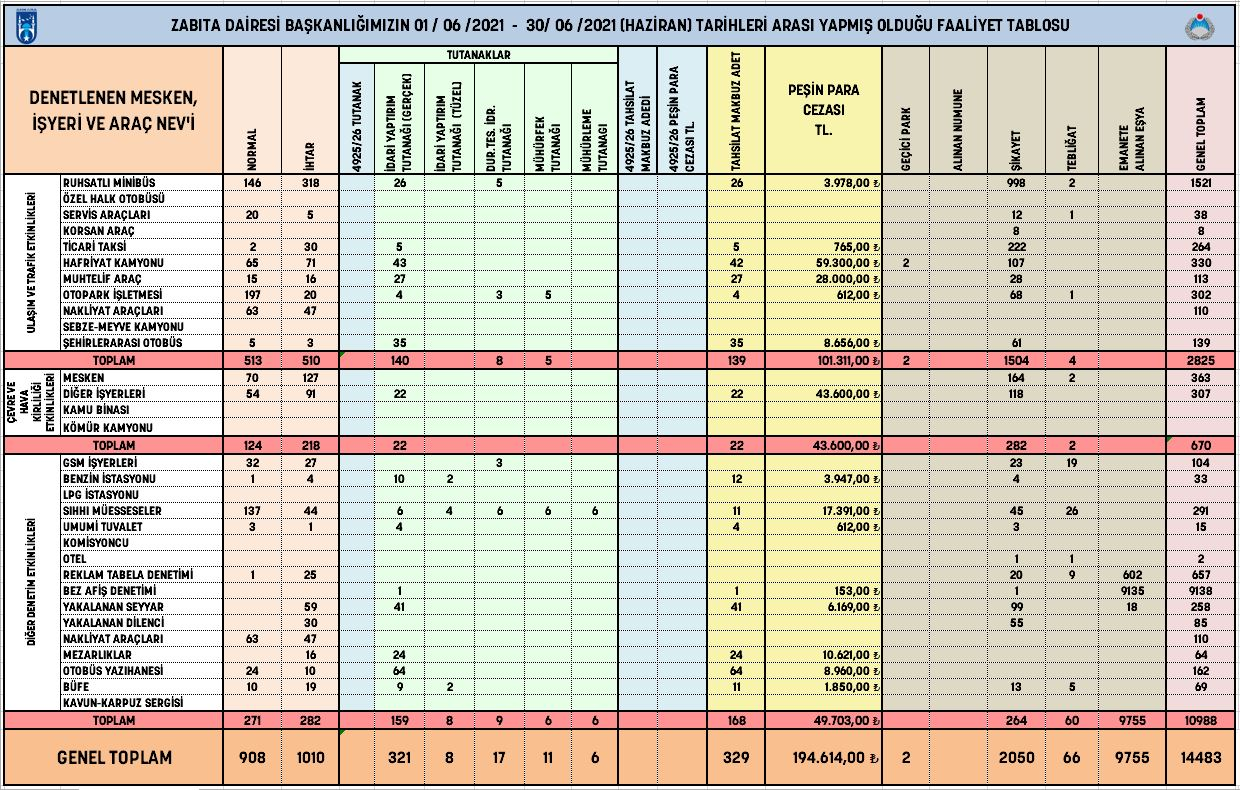 ZABITA DAİRESİ BAŞKANLIĞIMIZIN 01 / 06 /2021 - 30/ 06 /2021 (HAZİRAN) TARİHLERİ ARASI YAPMIŞ OLDUĞU FAALİYET TABLOSU
DENETLENEN MESKEN,
İŞYERİ VE ARAÇ NEV'İ
NORMAL
İHTAR
TUTANAKLAR
4925/26 TUTANAK
İDARİ YAPTIRIM
TUTANAĞI (GERÇEK)
İDARİ YAPTIRIM
TUTANAĞI (TÜZEL)
DUR.TES. İDR.
TUTANAĞI
MÜHÜRFEK
TUTANAĞI
MÜHÜRLEME
TUTANAGI
4925/26 TAHSİLAT
MAKBUZ ADEDİ
4925/26 PEŞİN PARA
CEZASI TL.
TAHSİLAT MAKBUZ ADET
PEŞİN PARA
CEZASI
TL.
GEÇİCİ PARK
ALINAN NUMUNE
ŞİKAYET
TEBLİĞAT
EMANETE
ALINAN EŞYA
GENEL TOPLAM
ULAŞIM VE TRAFİK ETKİNLİKLERİ
RUHSATLI MİNİBÜS 146 318 26 5 26 3.978,00 ₺ 998 2 1521
ÖZEL HALK OTOBÜSÜ
SERVİS ARAÇLARI 20 5 12 1 38
KORSAN ARAÇ 8 8
TİCARİ TAKSİ 2 30 5 5 765,00 ₺ 222 264
HAFRİYAT KAMYONU 65 71 43 42 59.300,00 ₺ 2 107 330
MUHTELİF ARAÇ 15 16 27 27 28.000,00 ₺ 28 113
OTOPARK İŞLETMESİ 197 20 4 3 5 4 612,00 ₺ 68 1 302
NAKLİYAT ARAÇLARI 63 47 110
SEBZE-MEYVE KAMYONU
ŞEHİRLERARASI OTOBÜS 5 3 35 35 8.656,00 ₺ 61 139
TOPLAM 513 510 140 8 5 139 101.311,00 ₺ 2 1504 4 2825
ÇEVRE VE
HAVA
KİRLİLİĞİ
ETKİNLİKLERİ
MESKEN 70 127 164 2 363
DİĞER İŞYERLERİ 54 91 22 22 43.600,00 ₺ 118 307
KAMU BİNASI
KÖMÜR KAMYONU
TOPLAM 124 218 22 22 43.600,00 ₺ 282 2 670
DİĞER DENETİM ETKİNLİKLERİ
GSM İŞYERLERİ 32 27 3 23 19 104
BENZİN İSTASYONU 1 4 10 2 12 3.947,00 ₺ 4 33
LPG İSTASYONU
SIHHI MÜESSESELER 137 44 6 4 6 6 6 11 17.391,00 ₺ 45 26 291
UMUMİ TUVALET 3 1 4 4 612,00 ₺ 3 15
KOMİSYONCU
OTEL 1 1 2
REKLAM TABELA DENETİMİ 1 25 20 9 602 657
BEZ AFİŞ DENETİMİ 1 1 153,00 ₺ 1 9135 9138
YAKALANAN SEYYAR 59 41 41 6.169,00 ₺ 99 18 258
YAKALANAN DİLENCİ 30 55 85
NAKLİYAT ARAÇLARI 63 47 110
MEZARLIKLAR 16 24 24 10.621,00 ₺ 64
OTOBÜS YAZIHANESİ 24 10 64 64 8.960,00 ₺ 162
BÜFE 10 19 9 2 11 1.850,00 ₺ 13 5 69
KAVUN-KARPUZ SERGİSİ
TOPLAM 271 282 159 8 9 6 6 168 49.703,00 ₺ 264 60 9755 10988
GENEL TOPLAM 908 1010 321 8 17 11 6 329 194.614,00 ₺ 2 2050 66 9755 14483